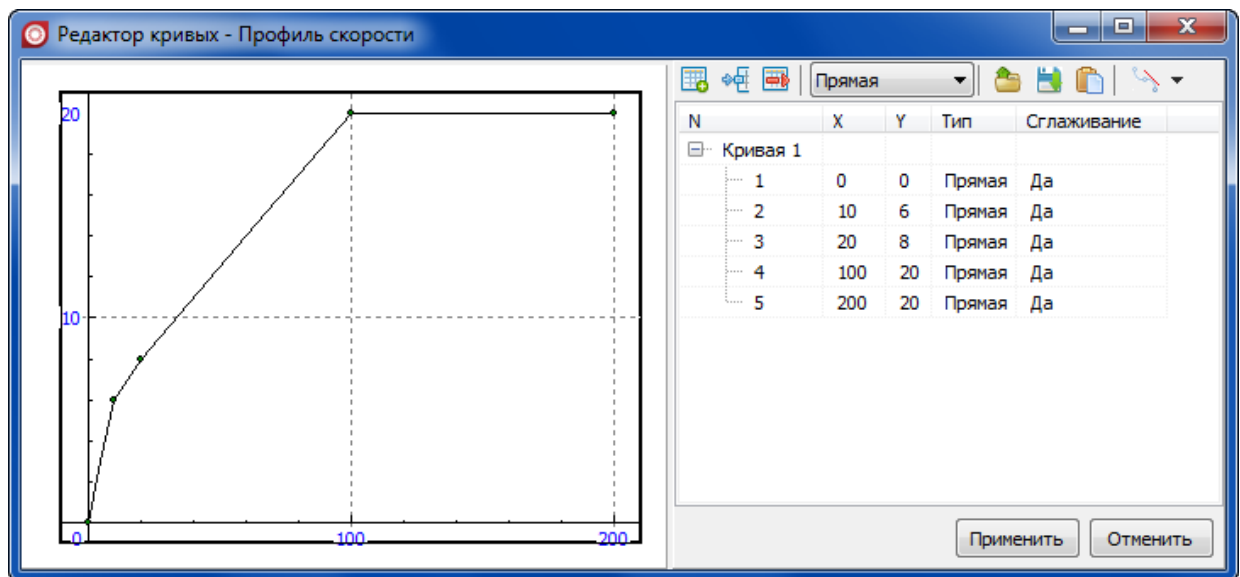 Редактор кривых - Профиль скорости
Прямая
20
10
0
100
200
N X Y Тип Сглаживание
Кривая 1
1 0 0 Прямая Да
2 10 6 Прямая Да
3 20 8 Прямая Да
4 100 20 Прямая Да
5 200 20 Прямая Да
Применить Отменить